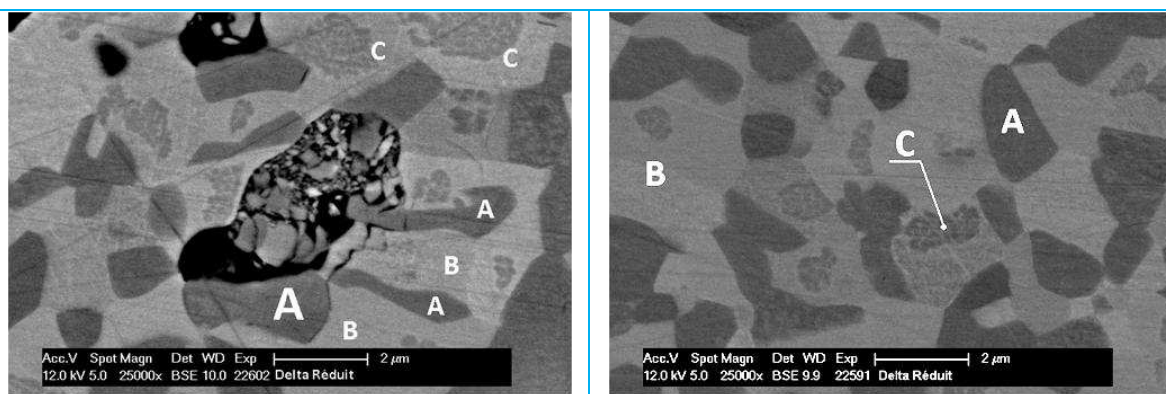 C
C
A
B
A
A
B
Acc.V Spot Magn Det WD Exp 2 μm
12.0 kV 5.0 25000x BSE 10.0 22602 Delta Rèduit
A
C
B
Acc.V Spot Magn Det WD Exp 2 μm
12.0 kV 5.0 25000x BSE 9.9 22591 Delta Rèduit